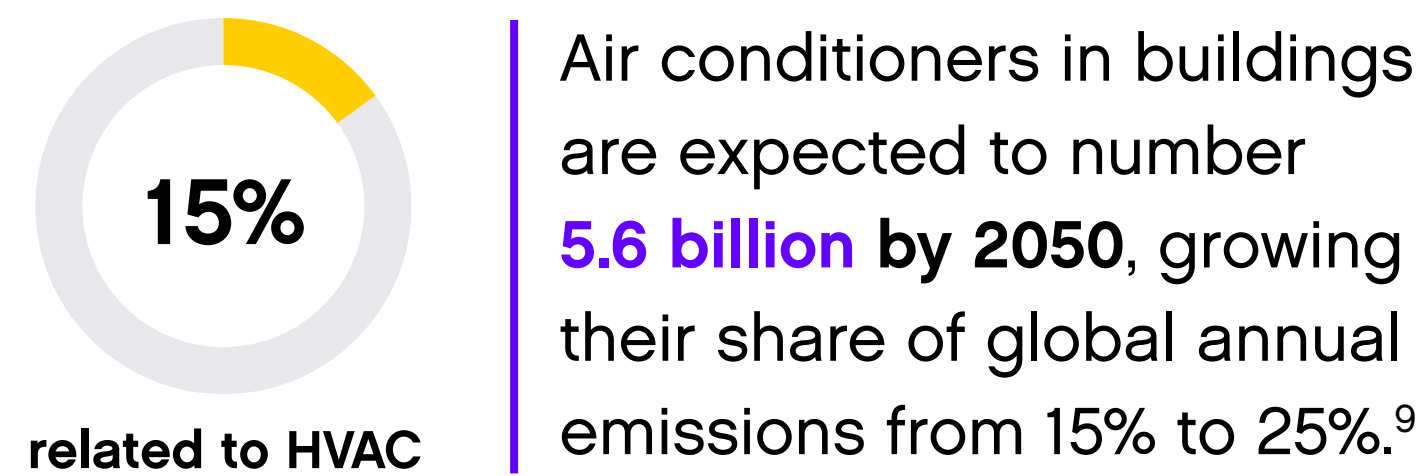 15%
related to HVAC
Air conditioners in buildings
are expected to number
5.6 billion by 2050, growing
their share of global annual
emissions from 15% to 25%.⁹